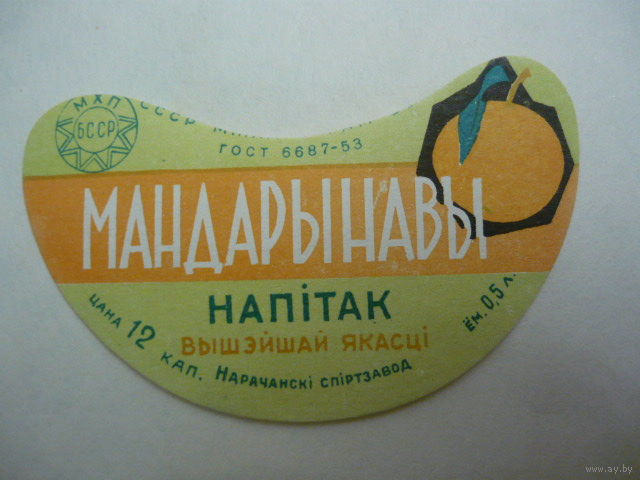 МХП
БССР
СССР
ГОСТ 6687-53
МАНДАРЫНАВЫ
НАПіТАК
ВЫШЭЙШАЙ ЯКАСЦі
ЦАНА 12 КАП. НАРАЧАНСКі СПіРТЗАВОД ЁМ. 0,5 Л.
www.ay.by